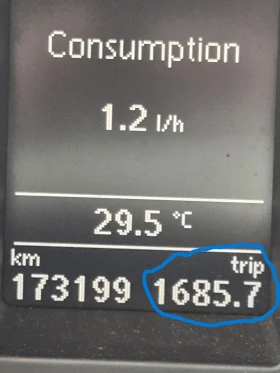 Consumption
1.2 l/h
29.5 °C
km trip
173199 1685.7